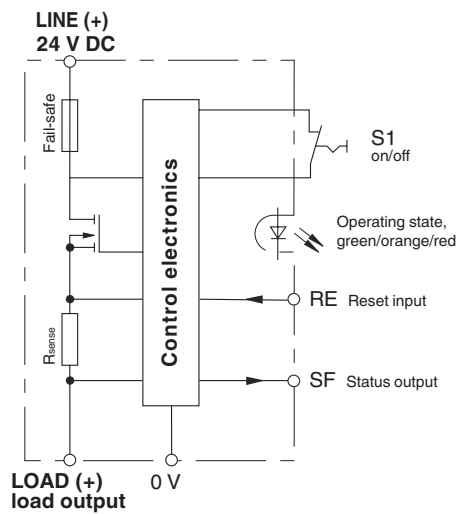 LINE (+)
24 V DC
Fail-safe
Control electronics
S1
on/off
Operating state,
green/orange/red
RE Reset input
Rsense
SF Status output
LOAD (+)
load output
0 V